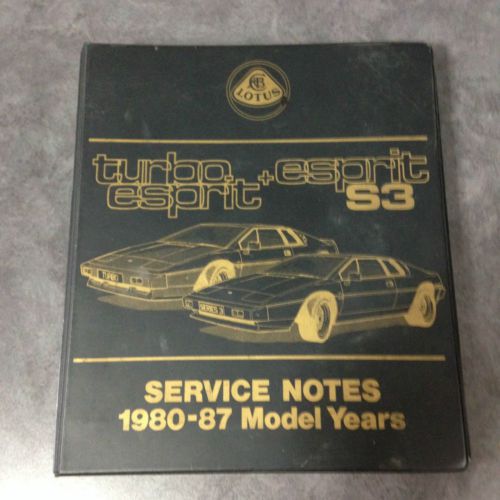 LOTUS
turbo esprit + esprit S3
TURBO
SERIES 3
SERVICE NOTES
1980-87 Model Years